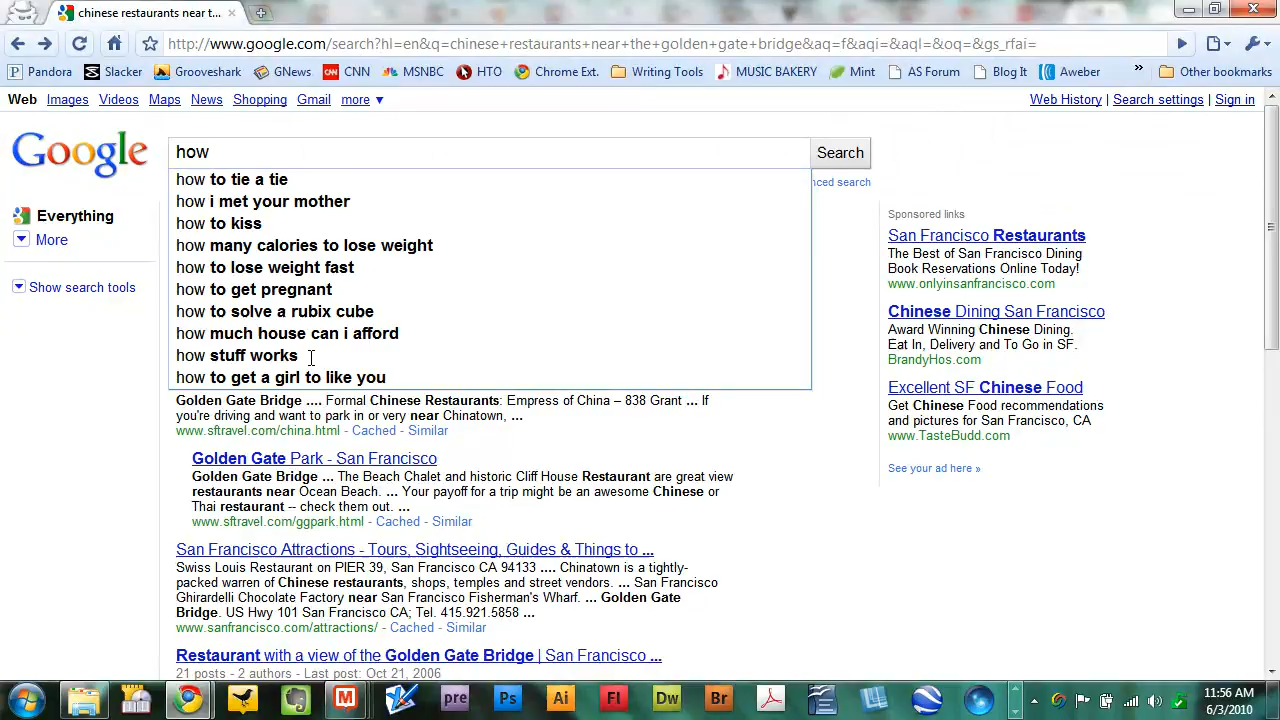 chinese restaurants near t...
http://www.google.com/search?hl=en&q=chinese+restaurants+near+the+golden+gate+bridge&aq=f&aqi=&aql=&oq=&gs_rfai=
Pandora Slacker Grooveshark GNews CNN MSNBC HTO Chrome Ext. Writing Tools MUSIC BAKERY Mint AS Forum Blog It Aweber » Other bookmarks
Web Images Videos Maps News Shopping Gmail more ▼ Web History | Search settings | Sign in
Google
how
Search
nced search
how to tie a tie
how i met your mother
how to kiss
how many calories to lose weight
how to lose weight fast
how to get pregnant
how to solve a rubix cube
how much house can i afford
how stuff works
how to get a girl to like you
Everything
More
Show search tools
Golden Gate Bridge .... Formal Chinese Restaurants: Empress of China – 838 Grant ... If
you're driving and want to park in or very near Chinatown, ...
www.sftravel.com/china.html - Cached - Similar
Golden Gate Park - San Francisco
Golden Gate Bridge ... The Beach Chalet and historic Cliff House Restaurant are great view
restaurants near Ocean Beach. ... Your payoff for a trip might be an awesome Chinese or
Thai restaurant -- check them out. ...
www.sftravel.com/ggpark.html - Cached - Similar
San Francisco Attractions - Tours, Sightseeing, Guides & Things to ...
Swiss Louis Restaurant on PIER 39, San Francisco CA 94133 .... Chinatown is a tightly-
packed warren of Chinese restaurants, shops, temples and street vendors. ... San Francisco
Ghirardelli Chocolate Factory near San Francisco Fisherman's Wharf. ... Golden Gate
Bridge. US Hwy 101 San Francisco CA; Tel. 415.921.5858 ...
www.sanfrancisco.com/attractions/ - Cached - Similar
Restaurant with a view of the Golden Gate Bridge | San Francisco ...
21 posts - 2 authors - Last post: Oct 21, 2006
Sponsored links
San Francisco Restaurants
The Best of San Francisco Dining
Book Reservations Online Today!
www.onlyinsanfrancisco.com
Chinese Dining San Francisco
Award Winning Chinese Dining.
Eat In, Delivery and To Go in SF.
BrandyHos.com
Excellent SF Chinese Food
Get Chinese Food recommendations
and pictures for San Francisco, CA
www.TasteBudd.com
See your ad here »
M pre Ps Ai Fl Dw Br
11:56 AM
6/3/2010